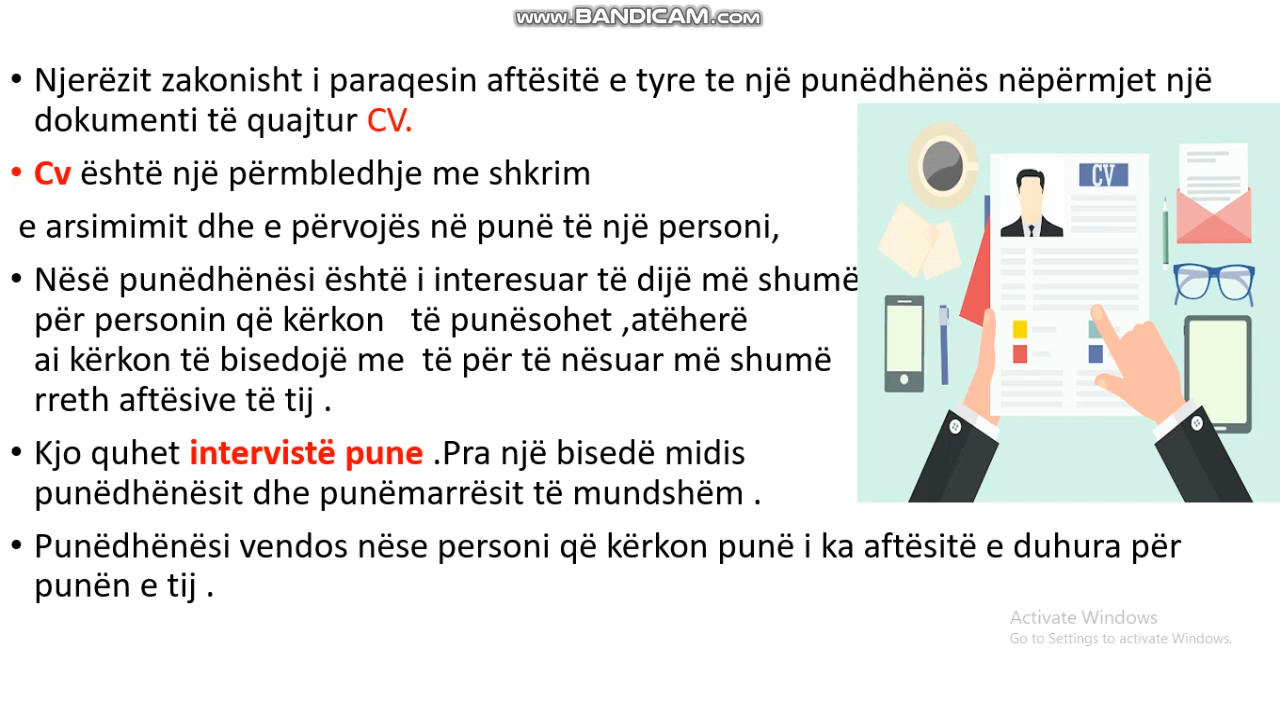 www.BANDICAM.com
• Njerëzit zakonisht i paraqesin aftësitë e tyre te një punëdhënës nëpërmjet një
dokumenti të quajtur CV.
• Cv është një përmbledhje me shkrim
e arsimimit dhe e përvojës në punë të një personi,
• Nësë punëdhënësi është i interesuar të dijë më shumë
për personin që kërkon të punësohet ,atëherë
ai kërkon të bisedojë me të për të nësuar më shumë
rreth aftësive të tij .
• Kjo quhet intervistë pune .Pra një bisedë midis
punëdhënësit dhe punëmarrësit të mundshëm .
• Punëdhënësi vendos nëse personi që kërkon punë i ka aftësitë e duhura për
punën e tij .
CV
Activate Windows
Go to Settings to activate Windows.